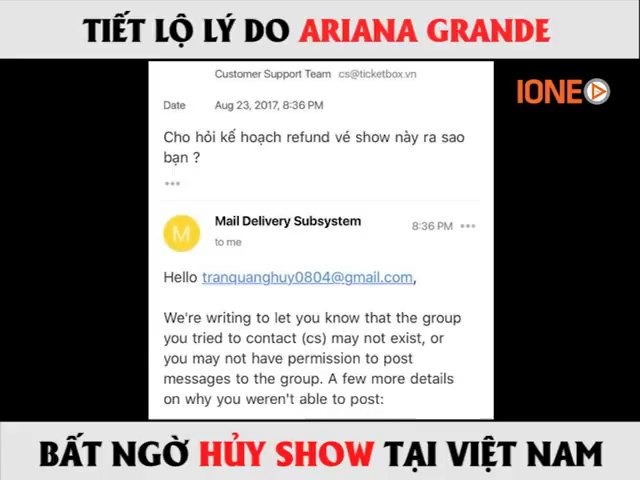 TIẾT LỘ LÝ DO ARIANA GRANDE
IONE
Customer Support Team cs@ticketbox.vn
Date Aug 23, 2017, 8:36 PM
Cho hỏi kế hoạch refund vé show này ra sao
bạn ?
•••
M
Mail Delivery Subsystem 8:36 PM •••
to me
Hello tranquanghuy0804@gmail.com,
We're writing to let you know that the group
you tried to contact (cs) may not exist, or
you may not have permission to post
messages to the group. A few more details
on why you weren't able to post:
BẤT NGỜ HỦY SHOW TẠI VIỆT NAM